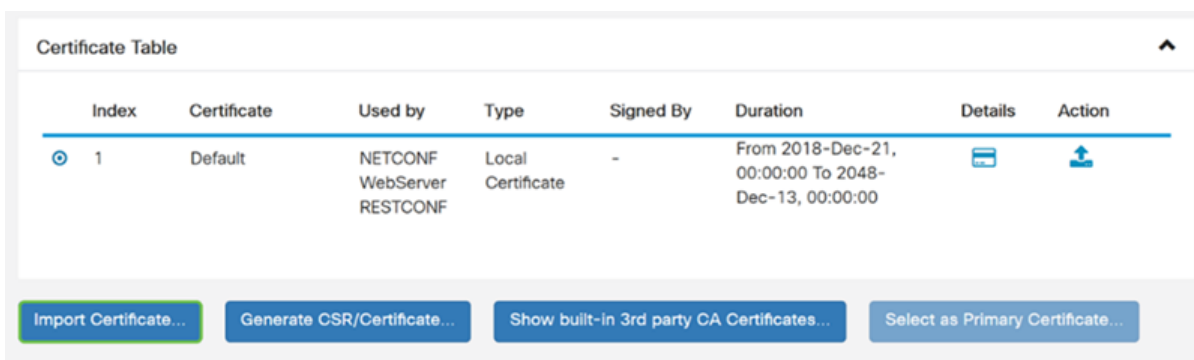 Certificate Table
Index Certificate Used by Type Signed By Duration Details Action
1 Default NETCONF Local - From 2018-Dec-21,
WebServer Certificate 00:00:00 To 2048-
RESTCONF Dec-13, 00:00:00
Import Certificate... Generate CSR/Certificate... Show built-in 3rd party CA Certificates... Select as Primary Certificate...